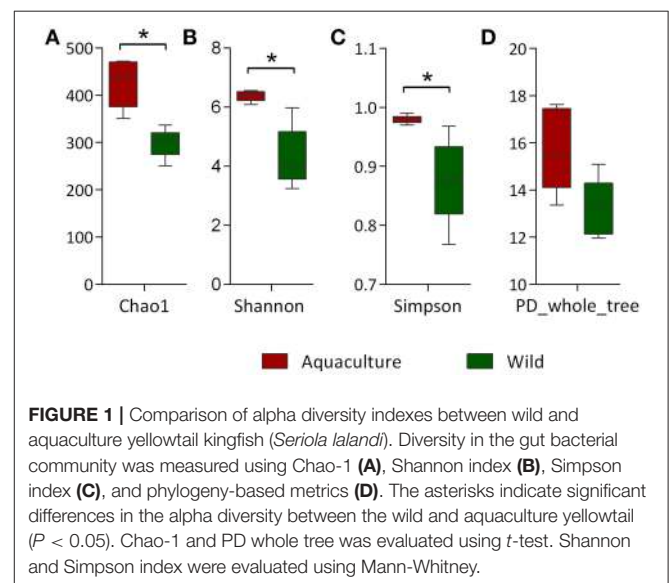 A B C D
* * *
500 8 1.1 20
400 6 1.0 18
300 4 0.9 16
200 2 0.8 14
100 0 0.7 12
0 10
Chao1 Shannon Simpson PD_whole_tree
Aquaculture Wild
FIGURE 1 | Comparison of alpha diversity indexes between wild and
aquaculture yellowtail kingfish (Seriola lalandi). Diversity in the gut bacterial
community was measured using Chao-1 (A), Shannon index (B), Simpson
index (C), and phylogeny-based metrics (D). The asterisks indicate significant
differences in the alpha diversity between the wild and aquaculture yellowtail
(P < 0.05). Chao-1 and PD whole tree was evaluated using t-test. Shannon
and Simpson index were evaluated using Mann-Whitney.